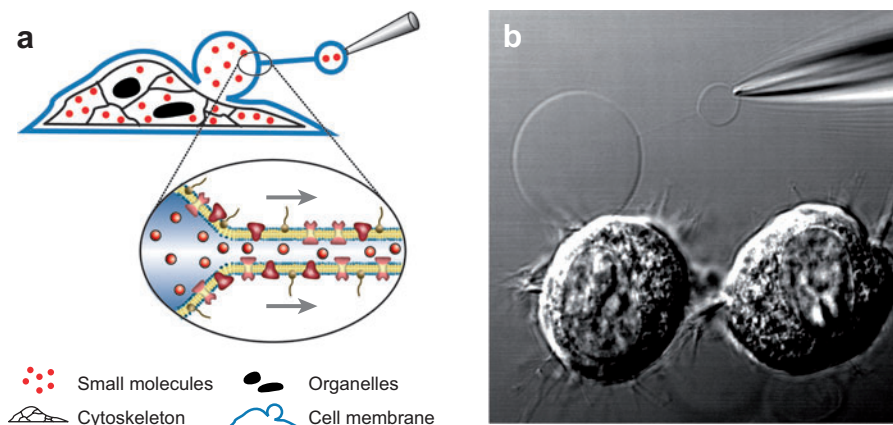 a
b
Small molecules
Organelles
Cytoskeleton
Cell membrane